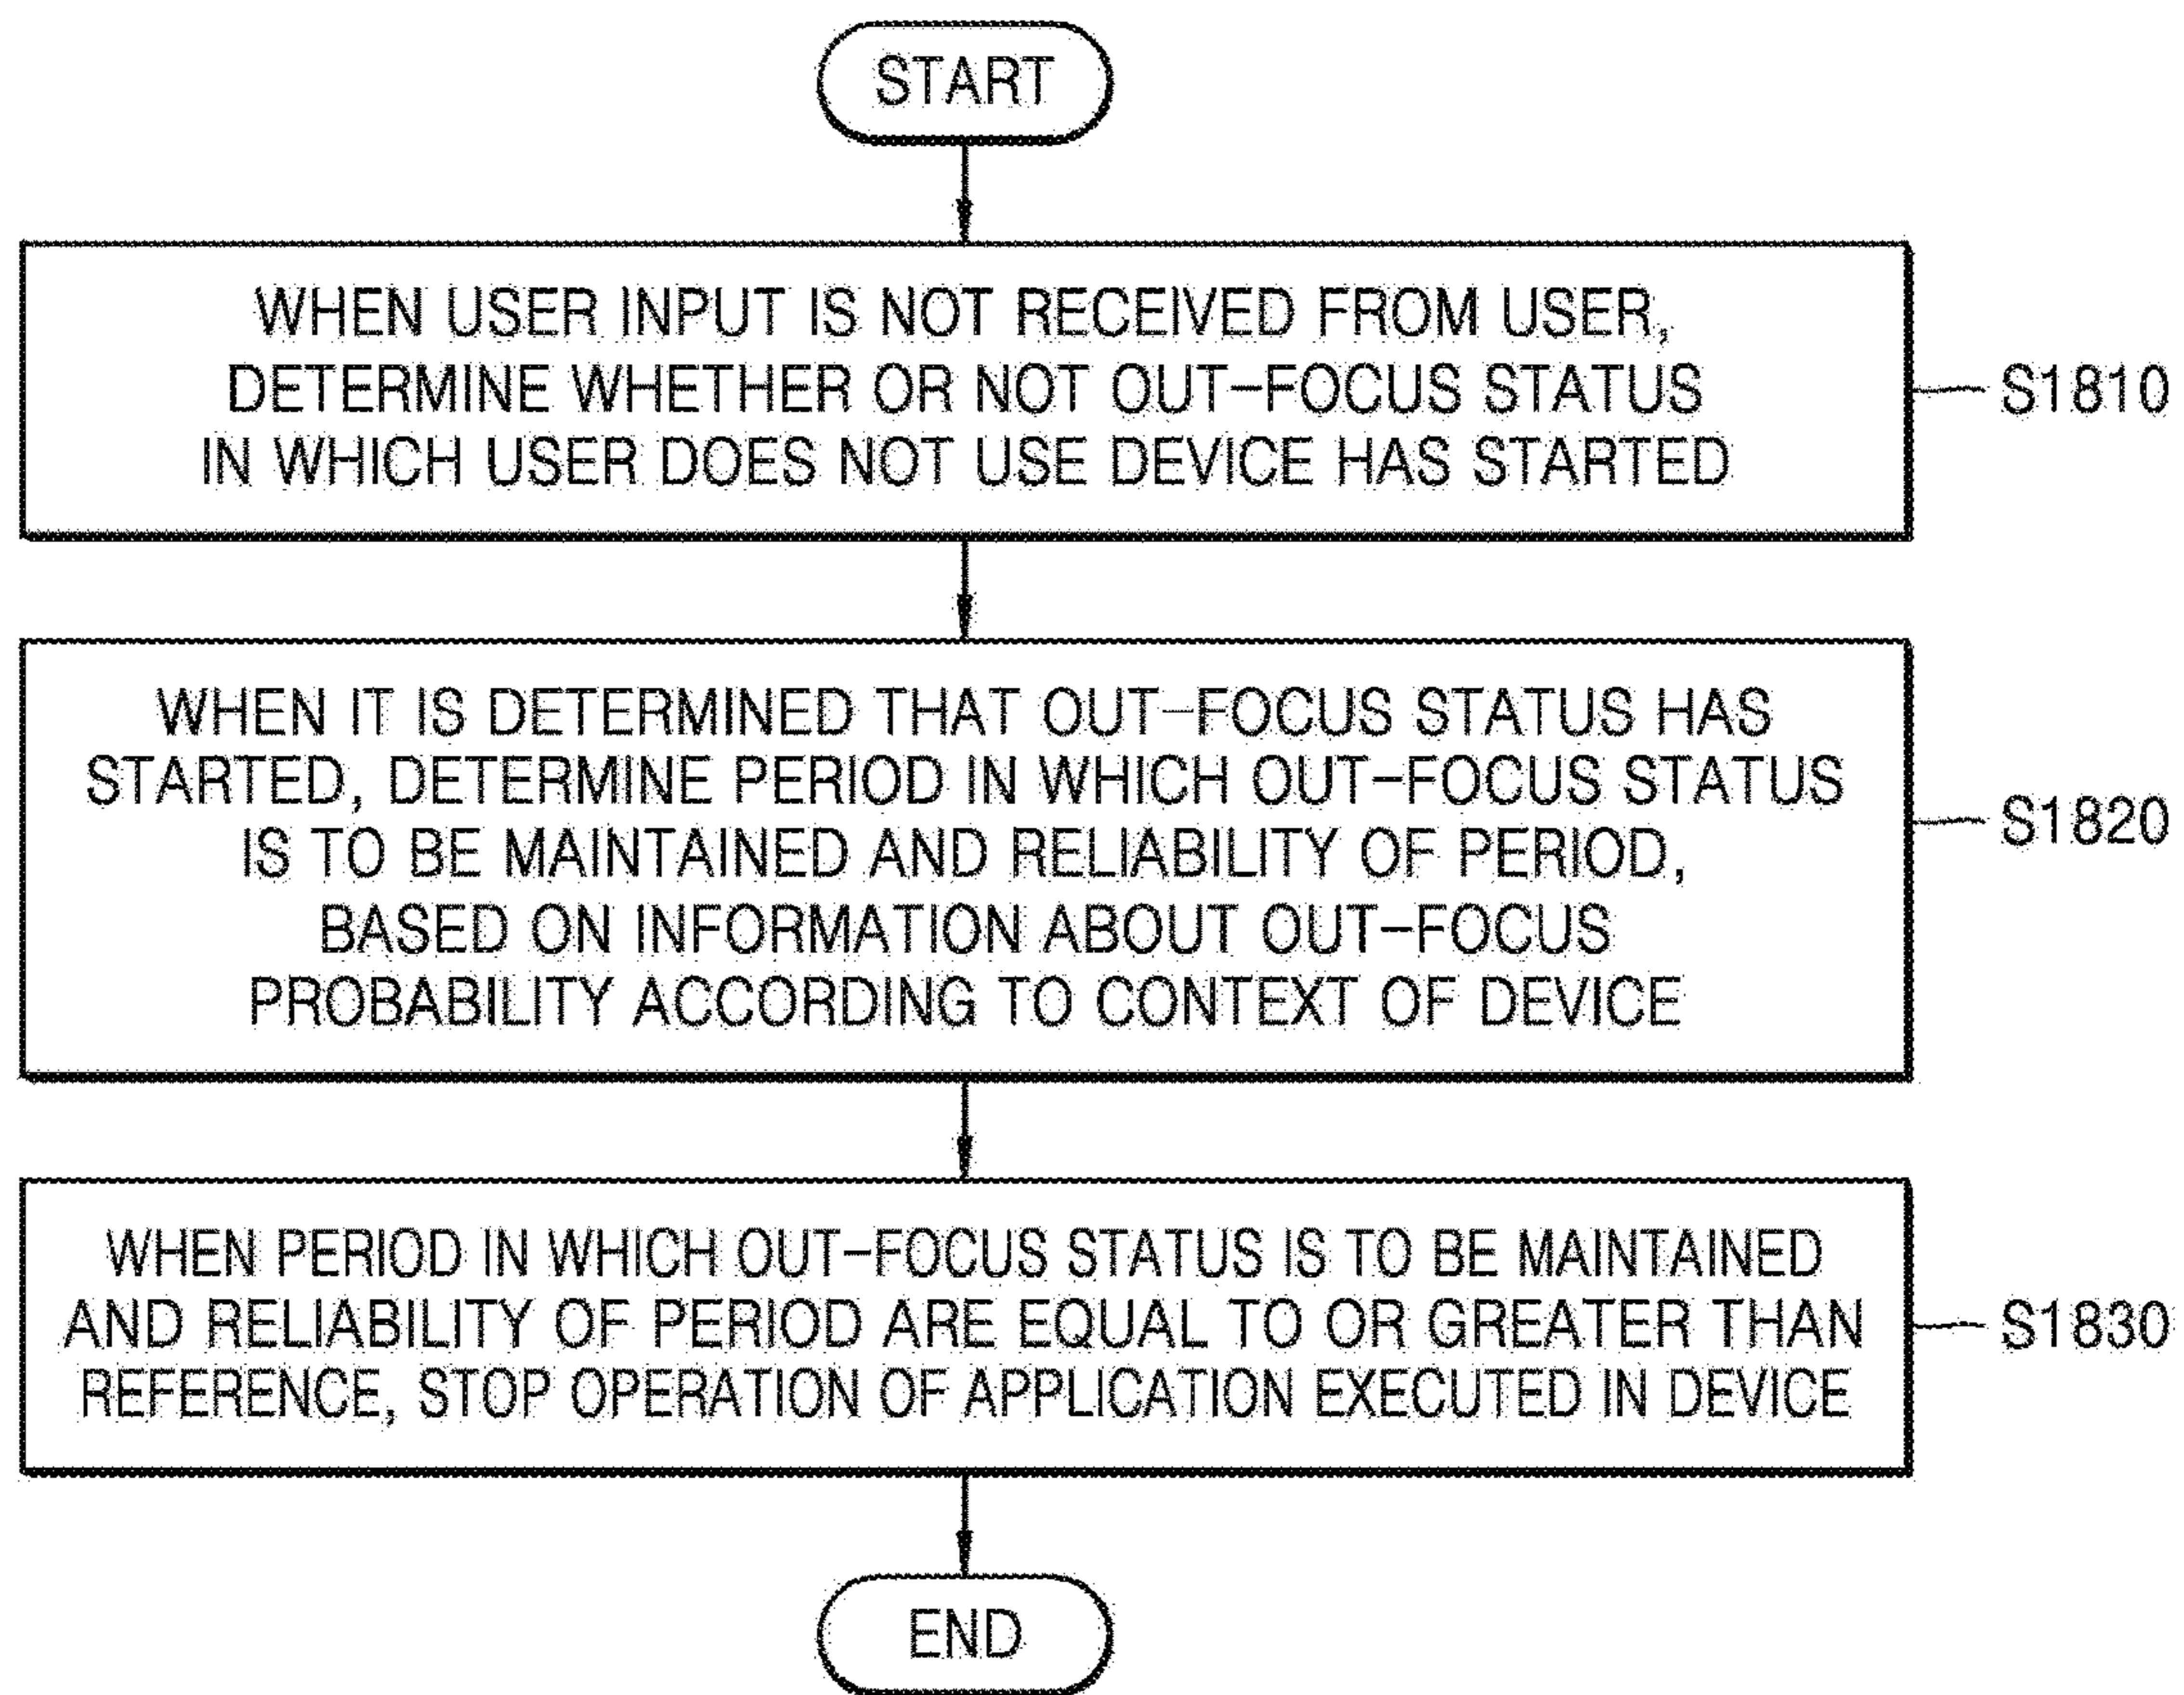 START
WHEN USER INPUT IS NOT RECEIVED FROM USER,
DETERMINE WHETHER OR NOT OUT-FOCUS STATUS
IN WHICH USER DOES NOT USE DEVICE HAS STARTED
S1810
WHEN IT IS DETERMINED THAT OUT-FOCUS STATUS HAS
STARTED, DETERMINE PERIOD IN WHICH OUT-FOCUS STATUS
IS TO BE MAINTAINED AND RELIABILITY OF PERIOD,
BASED ON INFORMATION ABOUT OUT-FOCUS
PROBABILITY ACCORDING TO CONTEXT OF DEVICE
S1820
WHEN PERIOD IN WHICH OUT-FOCUS STATUS IS TO BE MAINTAINED
AND RELIABILITY OF PERIOD ARE EQUAL TO OR GREATER THAN
REFERENCE, STOP OPERATION OF APPLICATION EXECUTED IN DEVICE
S1830
END